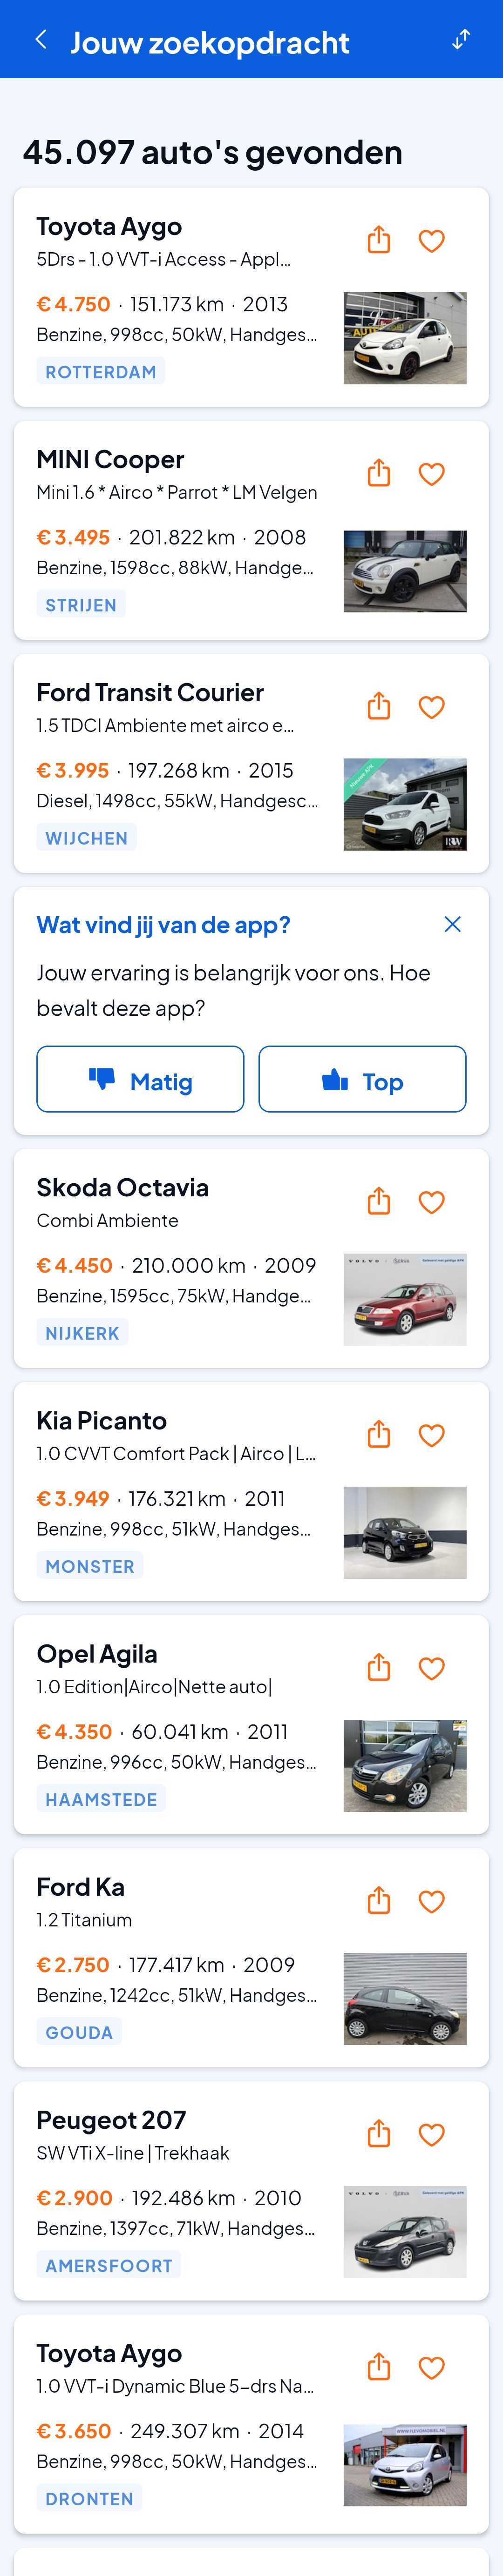 Jouw zoekopdracht
45.097 auto's gevonden
Toyota Aygo
5Drs - 1.0 VVT-i Access - Appl...
€ 4.750 · 151.173 km · 2013
Benzine, 998cc, 50kW, Handges...
ROTTERDAM
MINI Cooper
Mini 1.6 * Airco * Parrot * LM Velgen
€ 3.495 · 201.822 km · 2008
Benzine, 1598cc, 88kW, Handge...
STRIJEN
Ford Transit Courier
1.5 TDCI Ambiente met airco e...
€ 3.995 · 197.268 km · 2015
Diesel, 1498cc, 55kW, Handgesc...
WIJCHEN
Wat vind jij van de app?
Jouw ervaring is belangrijk voor ons. Hoe
bevalt deze app?
Matig
Top
Skoda Octavia
Combi Ambiente
€ 4.450 · 210.000 km · 2009
Benzine, 1595cc, 75kW, Handge...
VOLVO
NIJKERK
Kia Picanto
1.0 CVVT Comfort Pack | Airco | L...
€ 3.949 · 176.321 km · 2011
Benzine, 998cc, 51kW, Handges...
MONSTER
Opel Agila
1.0 Edition|Airco|Nette auto|
€ 4.350 · 60.041 km · 2011
Benzine, 996cc, 50kW, Handges...
HAAMSTEDE
Ford Ka
1.2 Titanium
€ 2.750 · 177.417 km · 2009
Benzine, 1242cc, 51kW, Handges...
GOUDA
Peugeot 207
SW VTi X-line | Trekhaak
€ 2.900 · 192.486 km · 2010
Benzine, 1397cc, 71kW, Handges...
VOLVO
AMERSFOORT
Toyota Aygo
1.0 VVT-i Dynamic Blue 5–drs Na...
€ 3.650 · 249.307 km · 2014
Benzine, 998cc, 50kW, Handges...
DRONTEN